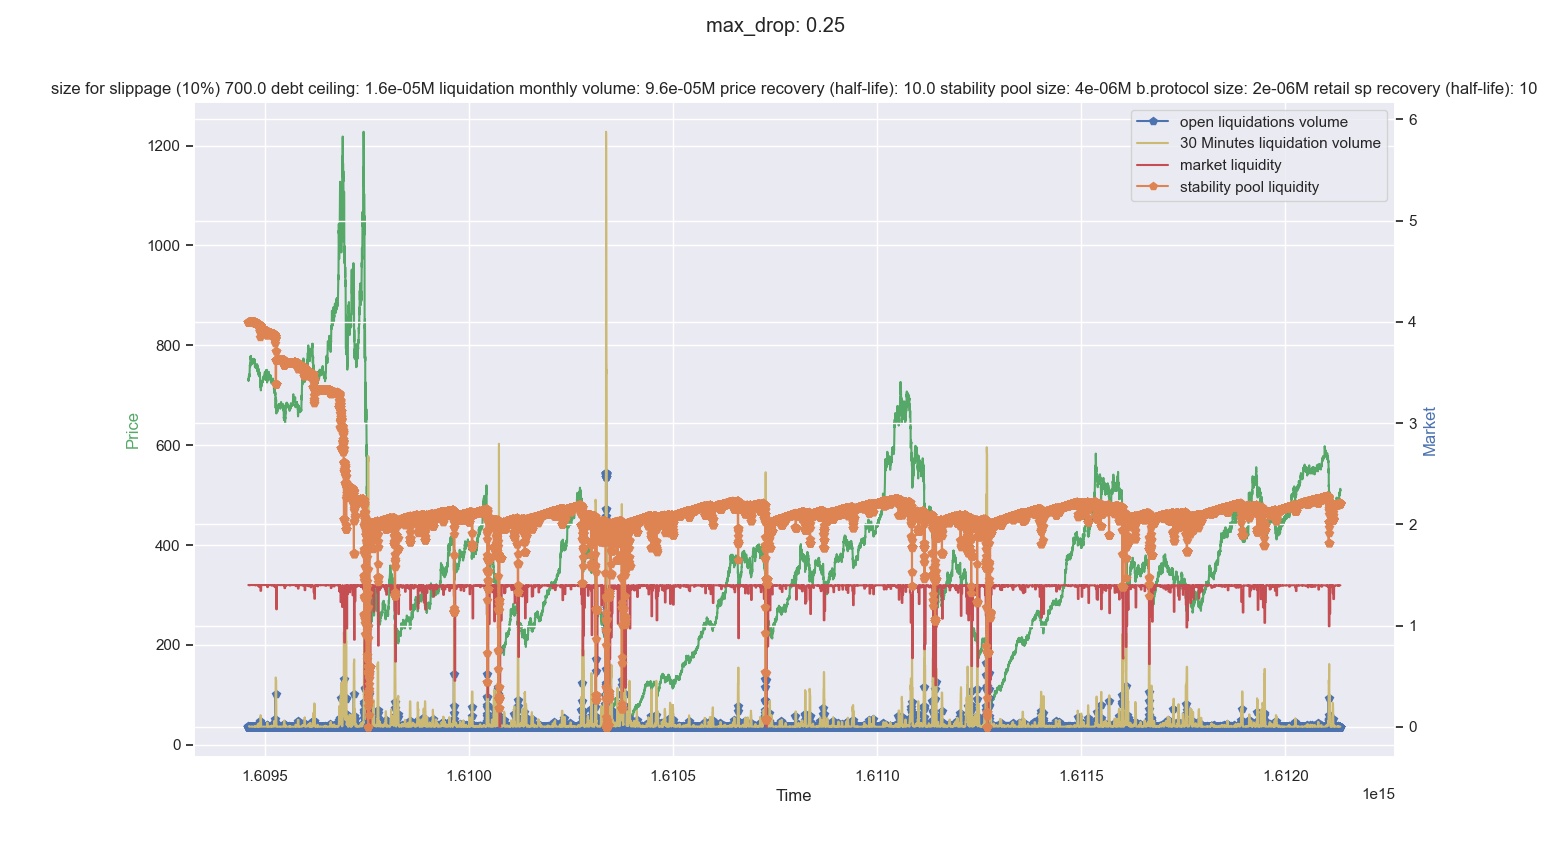 max_drop: 0.25
size for slippage (10%) 700.0 debt ceiling: 1.6e-05M liquidation monthly volume: 9.6e-05M price recovery (half-life): 10.0 stability pool size: 4e-06M b.protocol size: 2e-06M retail sp recovery (half-life): 10
open liquidations volume
30 Minutes liquidation volume
market liquidity
stability pool liquidity
1200
1000
800
600
400
200
0
Price
6
5
4
3
2
1
0
Market
1.6095 1.6100 1.6105 1.6110 1.6115 1.6120
Time
1e15